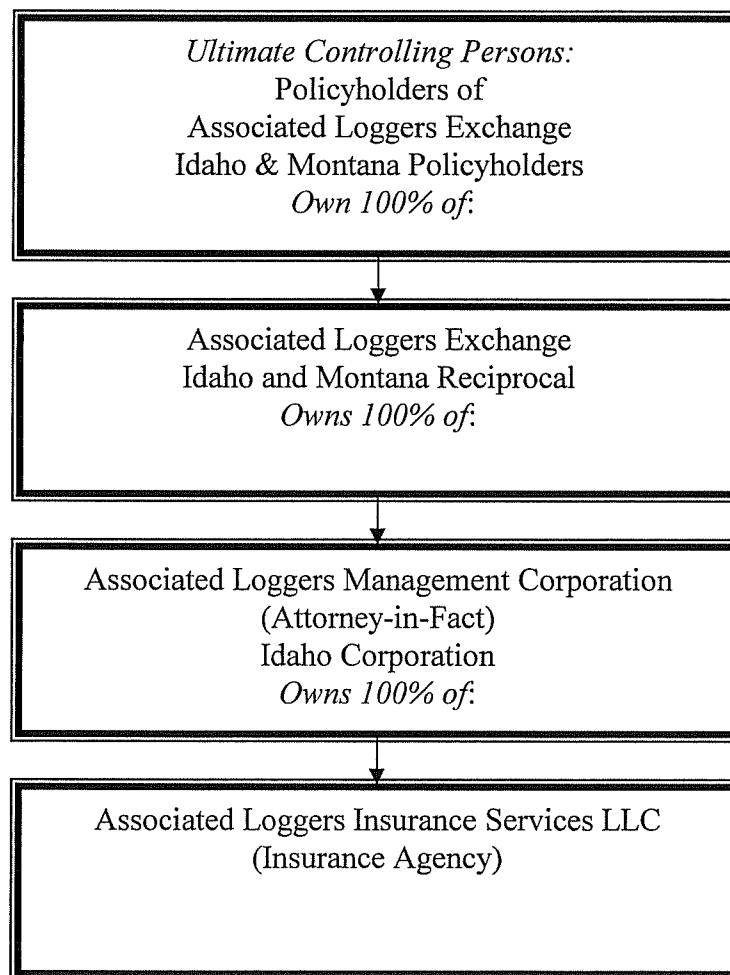 Ultimate Controlling Persons:
Policyholders of
Associated Loggers Exchange
Idaho & Montana Policyholders
Own 100% of:
Associated Loggers Exchange
Idaho and Montana Reciprocal
Owns 100% of:
Associated Loggers Management Corporation
(Attorney-in-Fact)
Idaho Corporation
Owns 100% of:
Associated Loggers Insurance Services LLC
(Insurance Agency)